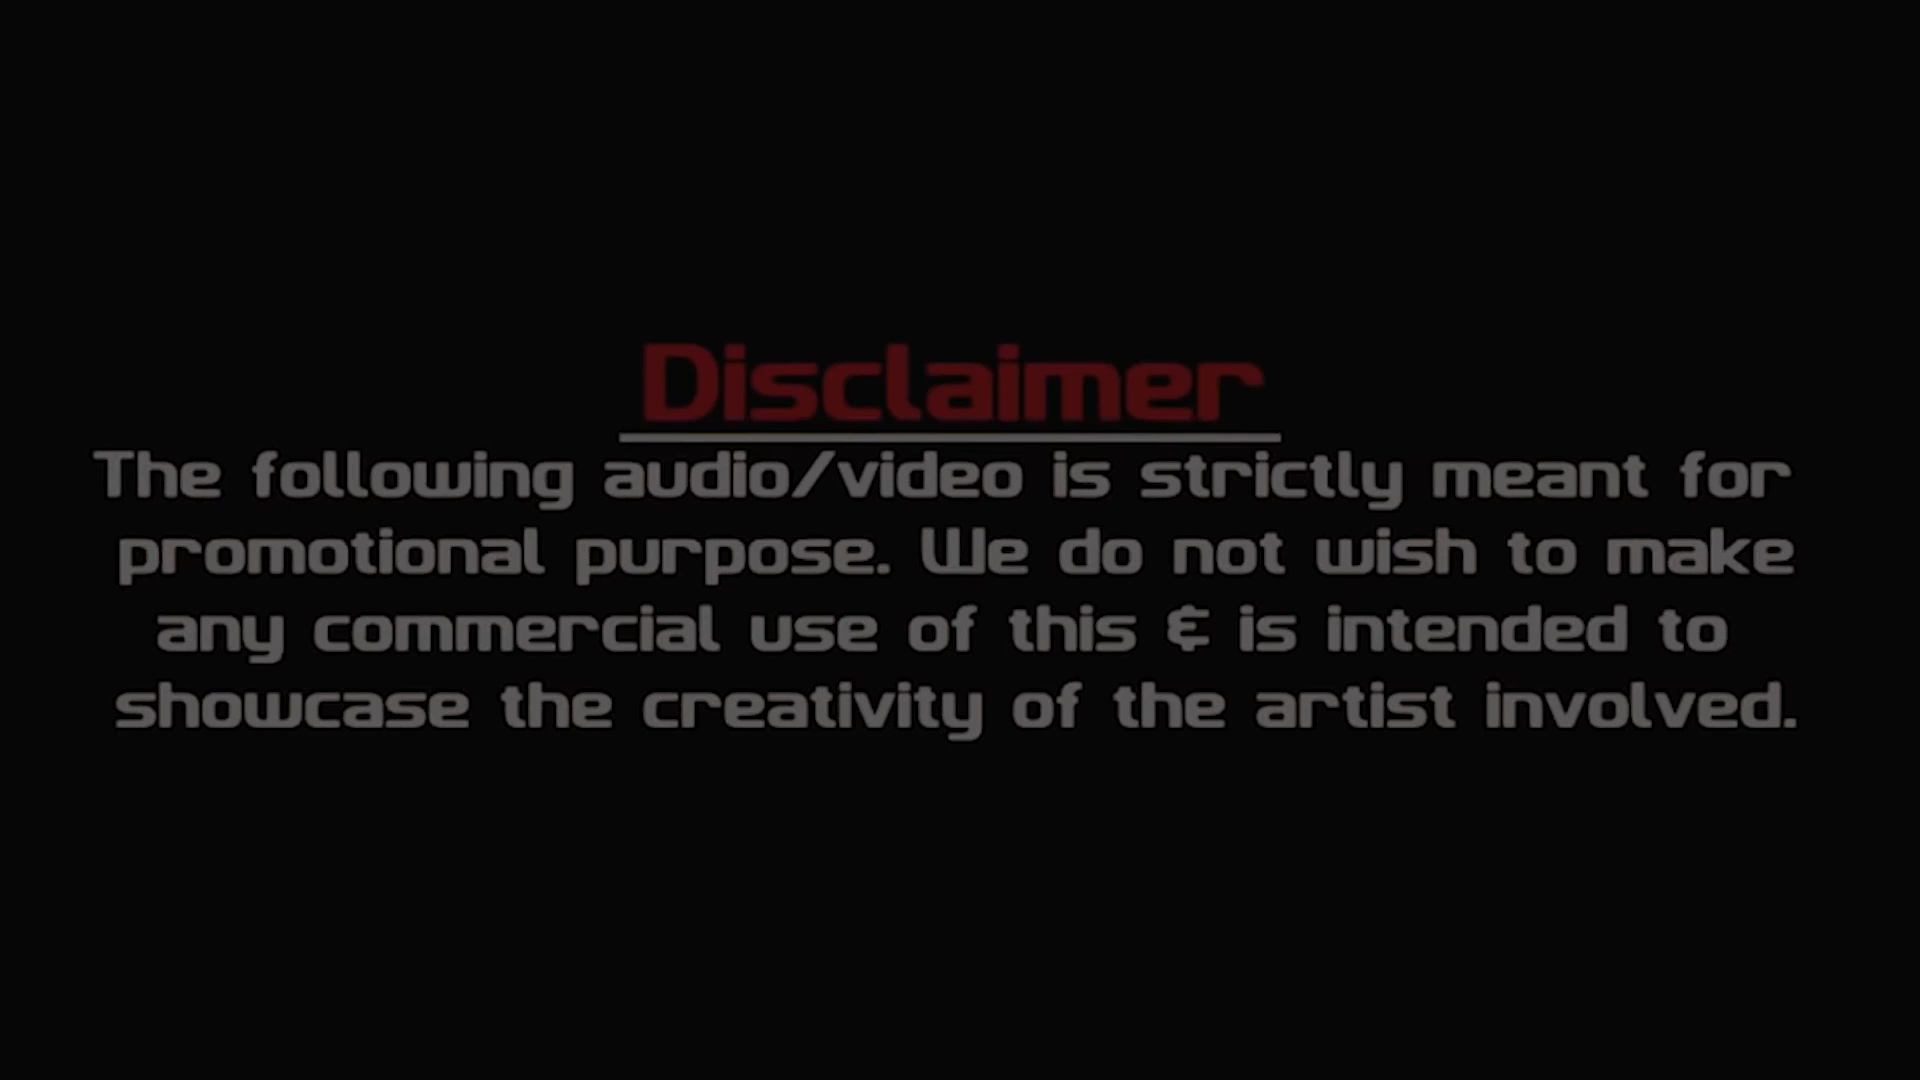 Disclaimer
The following audio/video is strictly meant for
promotional purpose. We do not wish to make
any commercial use of this & is intended to
showcase the creativity of the artist involved.